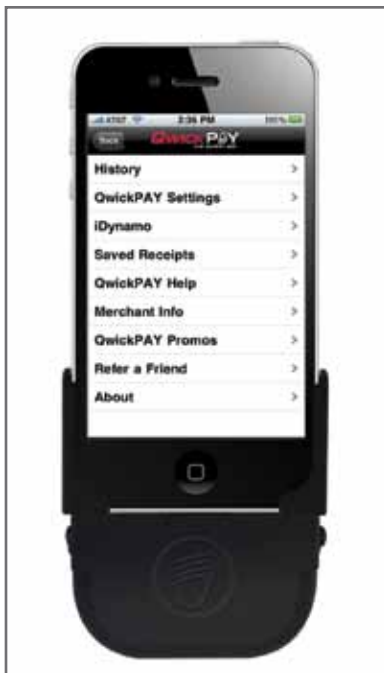 AT&T 2:36 PM 100%
Back QwickPAY
History
QwickPAY Settings
iDynamo
Saved Receipts
QwickPAY Help
Merchant Info
QwickPAY Promos
Refer a Friend
About